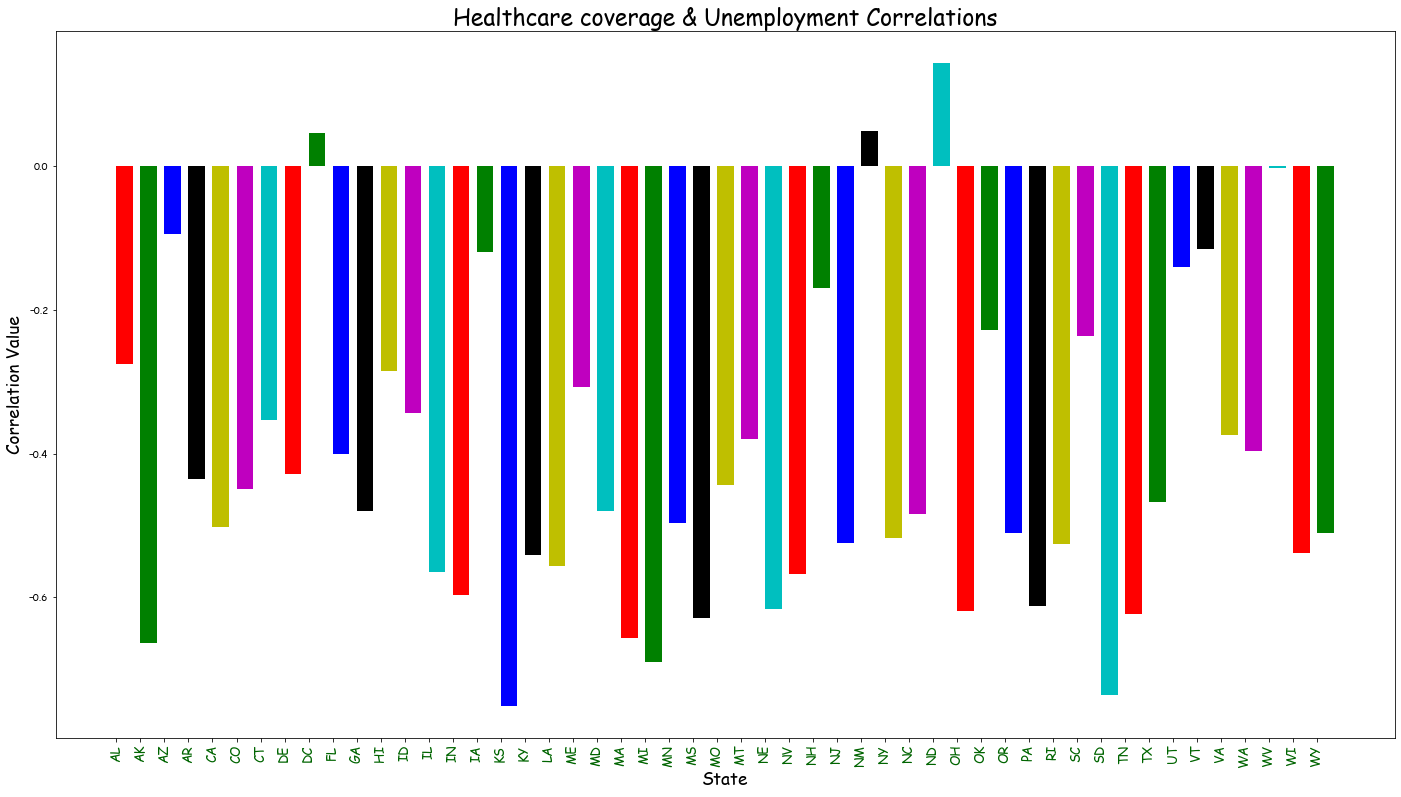 Healthcare coverage & Unemployment Correlations
Correlation Value
0.0
-0.2
-0.4
-0.6
AL AK AZ AR CA CO CT DE DC FL GA HI ID IL IN IA KS KY LA ME MD MA MI MN MS MO MT NE NV NH NJ NM NY NC ND OH OK OR PA RI SC SD TN TX UT VT VA WA WV WI WY
State